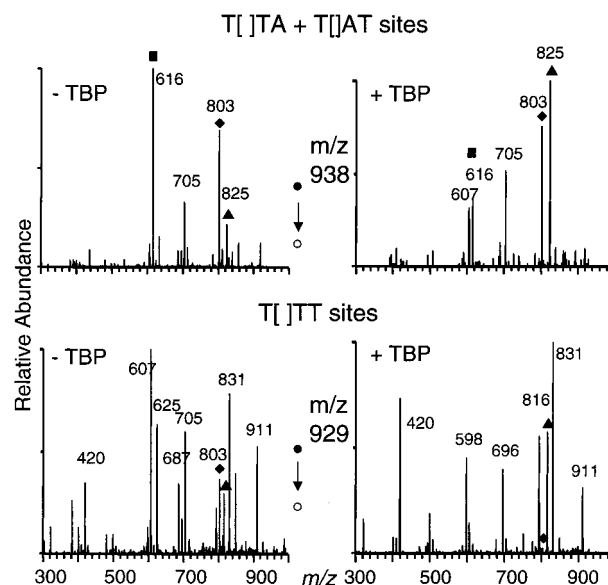 T[ ]TA + T[]AT sites
- TBP
616
803
705
825
m/z
938
+ TBP
825
803
705
616
607
Relative Abundance
T[ ]TT sites
- TBP
607
625
705
687
803
831
911
420
m/z
929
+ TBP
831
816
420
598
696
911
300 500 700 900 m/z 300 500 700 900